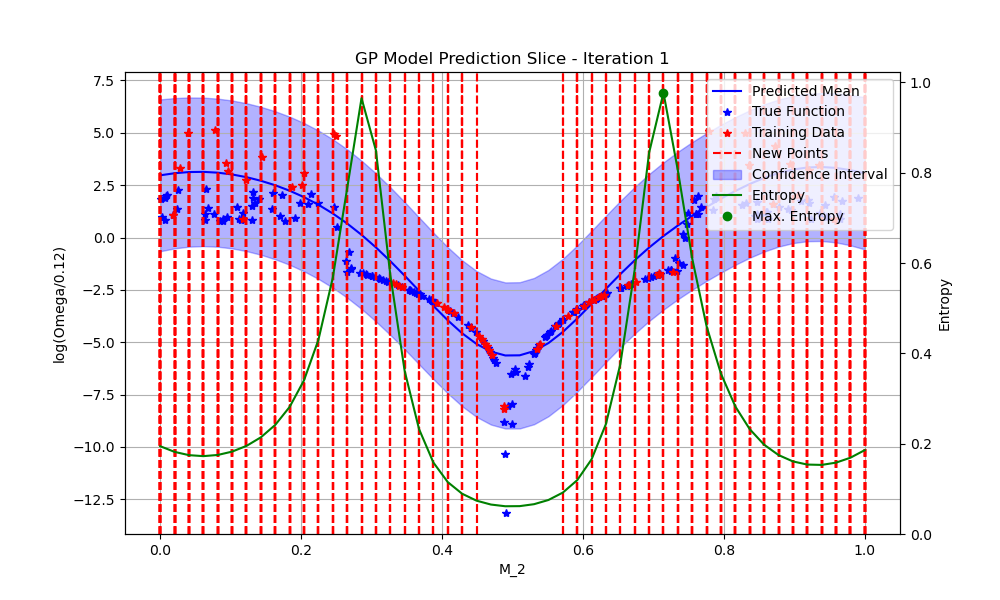 GP Model Prediction Slice - Iteration 1
7.5
5.0
2.5
0.0
−2.5
−5.0
−7.5
−10.0
−12.5
log(Omega/0.12)
0.0 0.2 0.4 0.6 0.8 1.0
M_2
1.0
0.8
0.6
0.4
0.2
0.0
Entropy
Predicted Mean
True Function
Training Data
New Points
Confidence Interval
Entropy
Max. Entropy